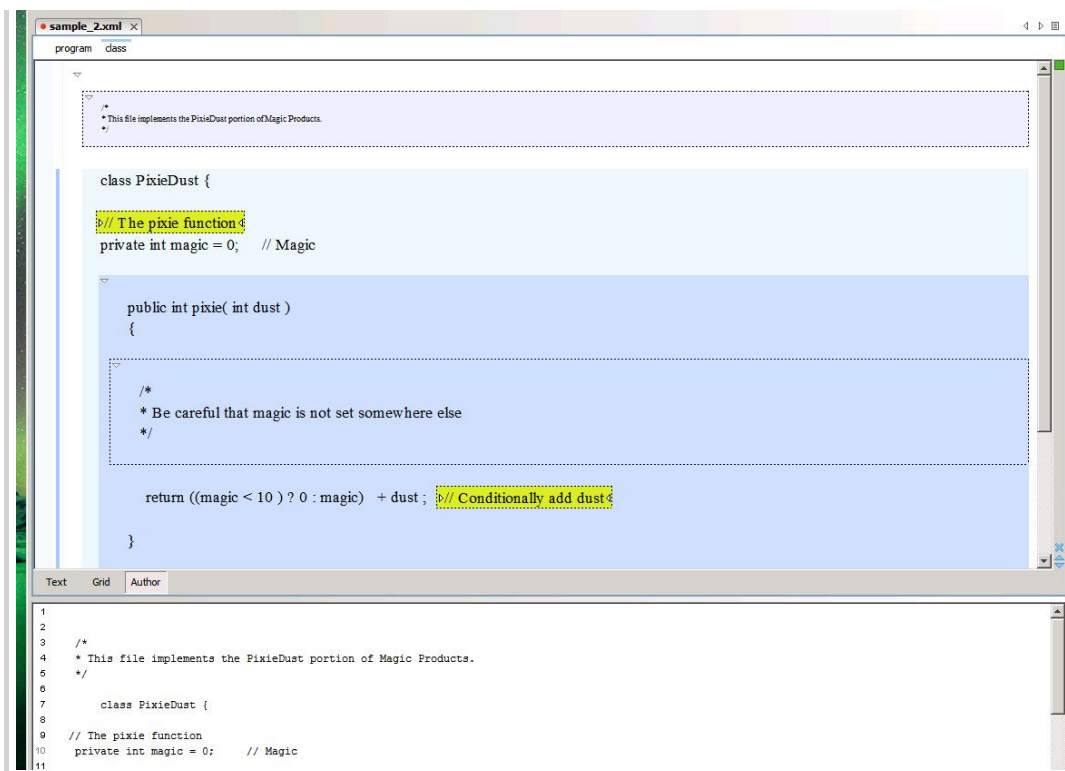 sample_2.xml
program class
/*
* This file implements the PixieDust portion of Magic Products.
*/
class PixieDust {
// The pixie function
private int magic = 0; // Magic
public int pixie( int dust )
{
/*
* Be careful that magic is not set somewhere else
*/
return ((magic < 10 ) ? 0 : magic) + dust ; // Conditionally add dust
}
Text Grid Author
1
2
3 /*
4 * This file implements the PixieDust portion of Magic Products.
5 */
6
7 class PixieDust {
8
9 // The pixie function
10 private int magic = 0; // Magic
11